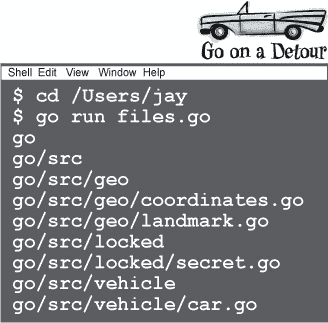 Go on a Detour
Shell Edit View Window Help
$ cd /Users/jay
$ go run files.go
go
go/src
go/src/geo
go/src/geo/coordinates.go
go/src/geo/landmark.go
go/src/locked
go/src/locked/secret.go
go/src/vehicle
go/src/vehicle/car.go